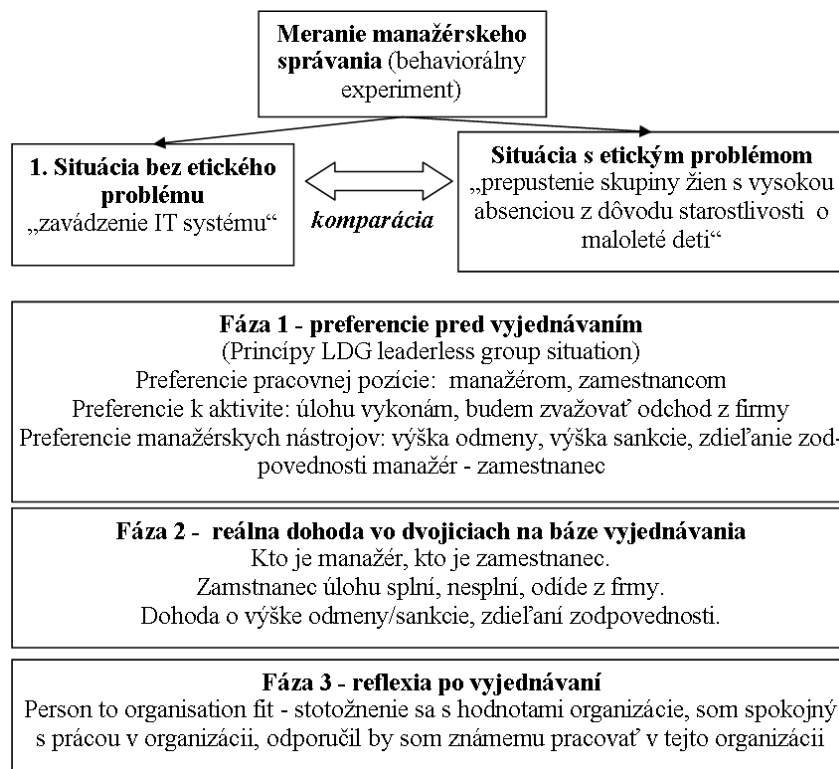 Meranie manažérskeho
správania (behaviorálny
experiment)
1. Situácia bez etického
problému
„zavádzenie IT systému“
komparácia
Situácia s etickým problémom
„prepustenie skupiny žien s vysokou
absenciou z dôvodu starostlivosti o
maloleté deti“
Fáza 1 - preferencie pred vyjednávaním
(Princípy LDG leaderless group situation)
Preferencie pracovnej pozície: manažérom, zamestnancom
Preferencie k aktivite: úlohu vykonám, budem zvažovať odchod z firmy
Preferencie manažérskych nástrojov: výška odmeny, výška sankcie, zdieľanie zod-
povednosti manažér - zamestnanec
Fáza 2 - reálna dohoda vo dvojiciach na báze vyjednávania
Kto je manažér, kto je zamestnanec.
Zamstnanec úlohu splní, nesplní, odíde z firmy.
Dohoda o výške odmeny/sankcie, zdieľaní zodpovednosti.
Fáza 3 - reflexia po vyjednávaní
Person to organisation fit - stotožnenie sa s hodnotami organizácie, som spokojný
s prácou v organizácii, odporučil by som známemu pracovať v tejto organizácii